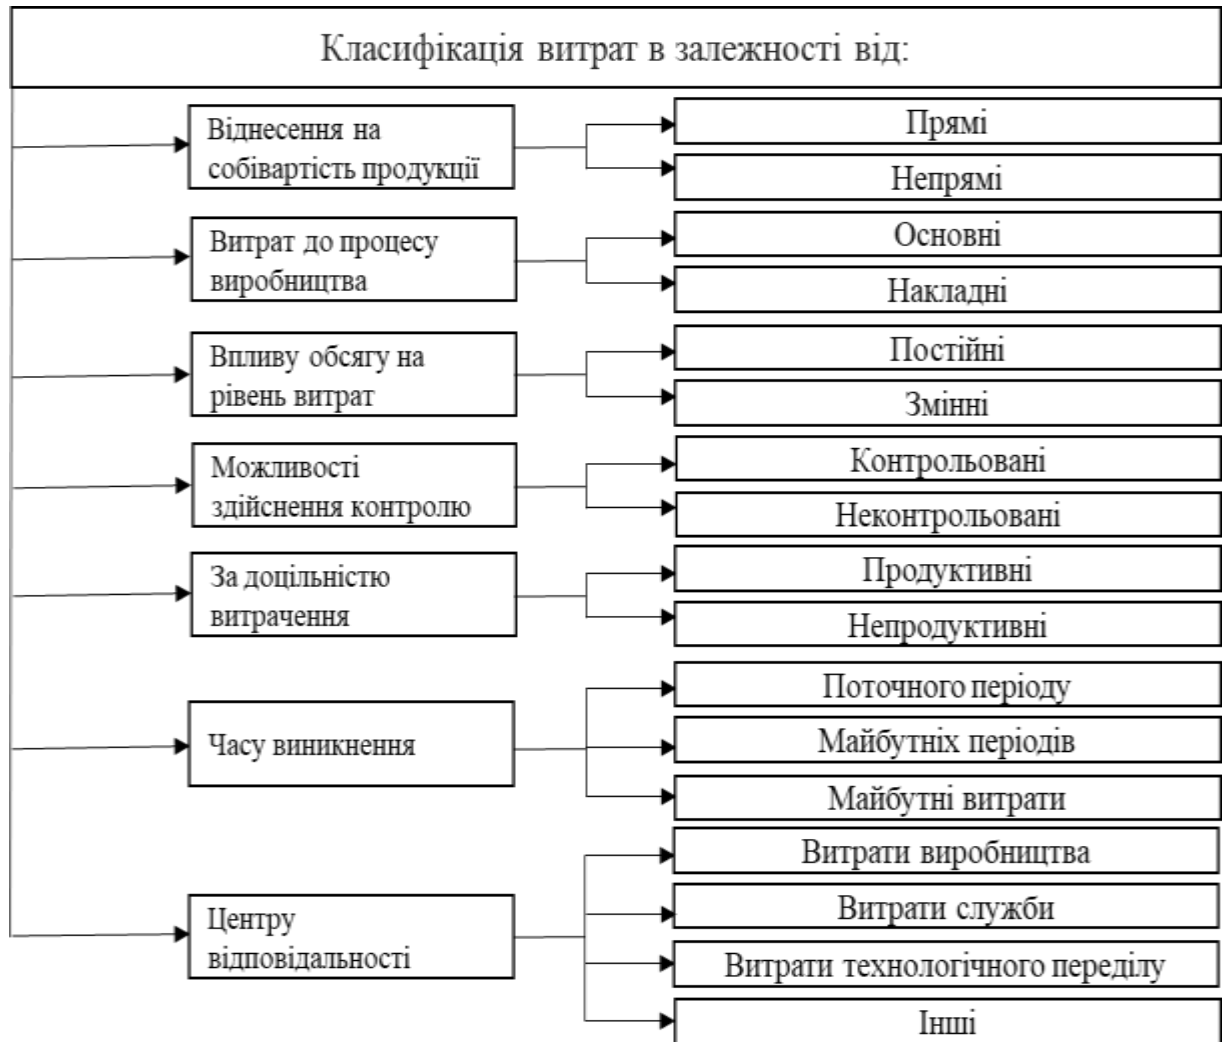 Класифікація витрат в залежності від:
Віднесення на
собівартість продукції
Прямі
Непрямі
Витрат до процесу
виробництва
Основні
Накладні
Впливу обсягу на
рівень витрат
Постійні
Змінні
Можливості
здійснення контролю
Контрольовані
Неконтрольовані
За доцільністю
витрачення
Продуктивні
Непродуктивні
Часу виникнення
Поточного періоду
Майбутніх періодів
Майбутні витрати
Центру
відповідальності
Витрати виробництва
Витрати служби
Витрати технологічного переділу
Інші